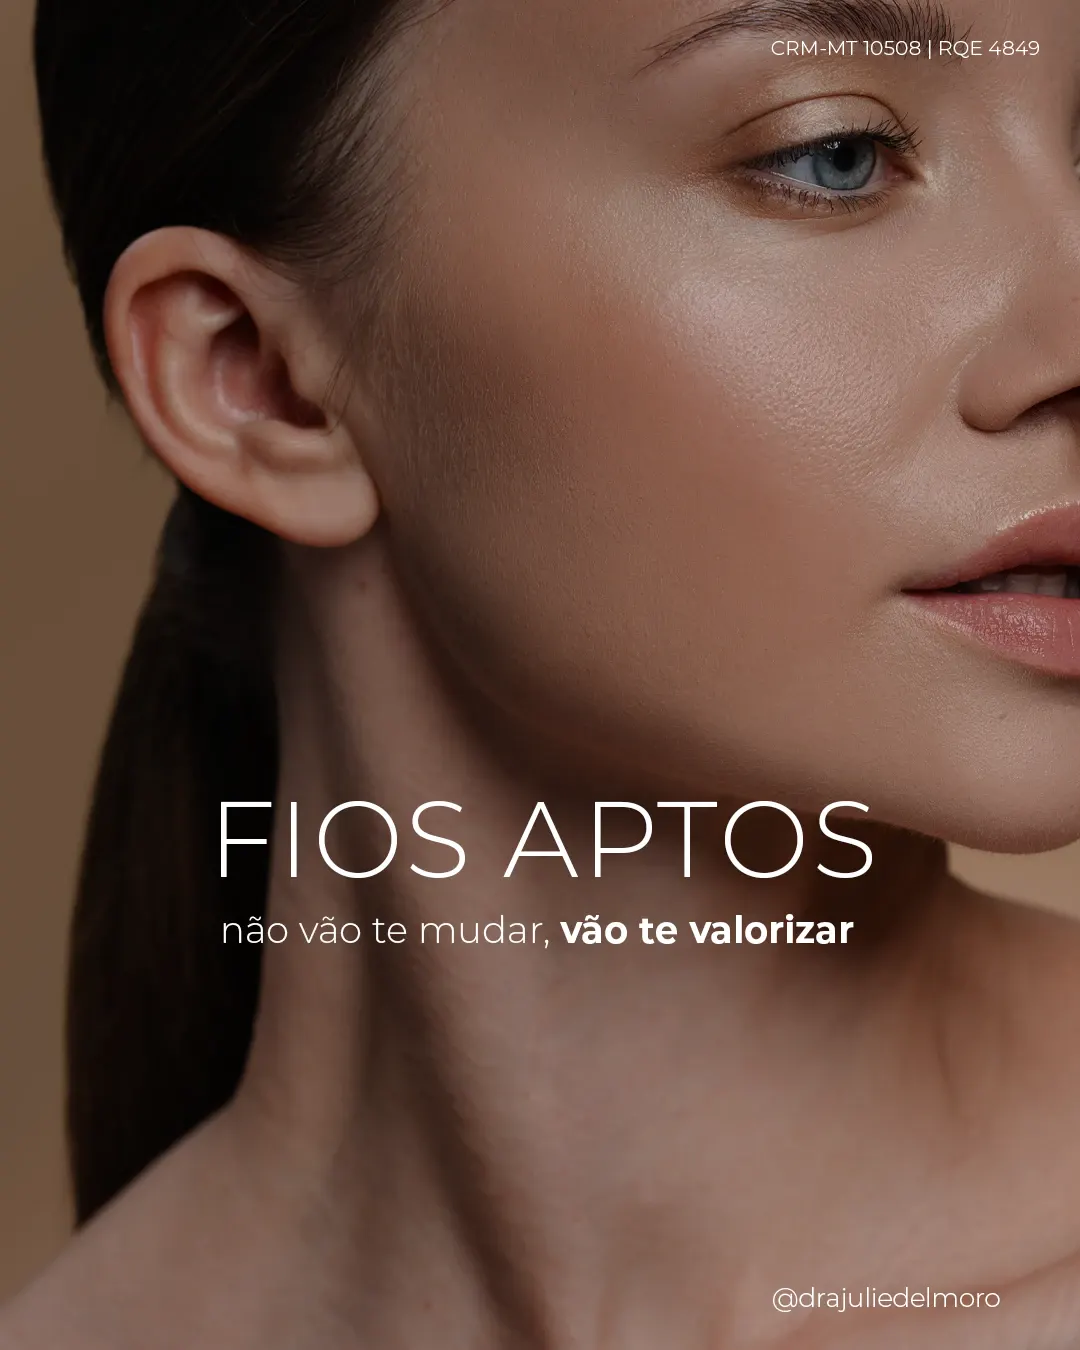 CRM-MT 10508 | RQE 4849
FIOS APTOS
não vão te mudar, vão te valorizar
@drajuliedelmoro